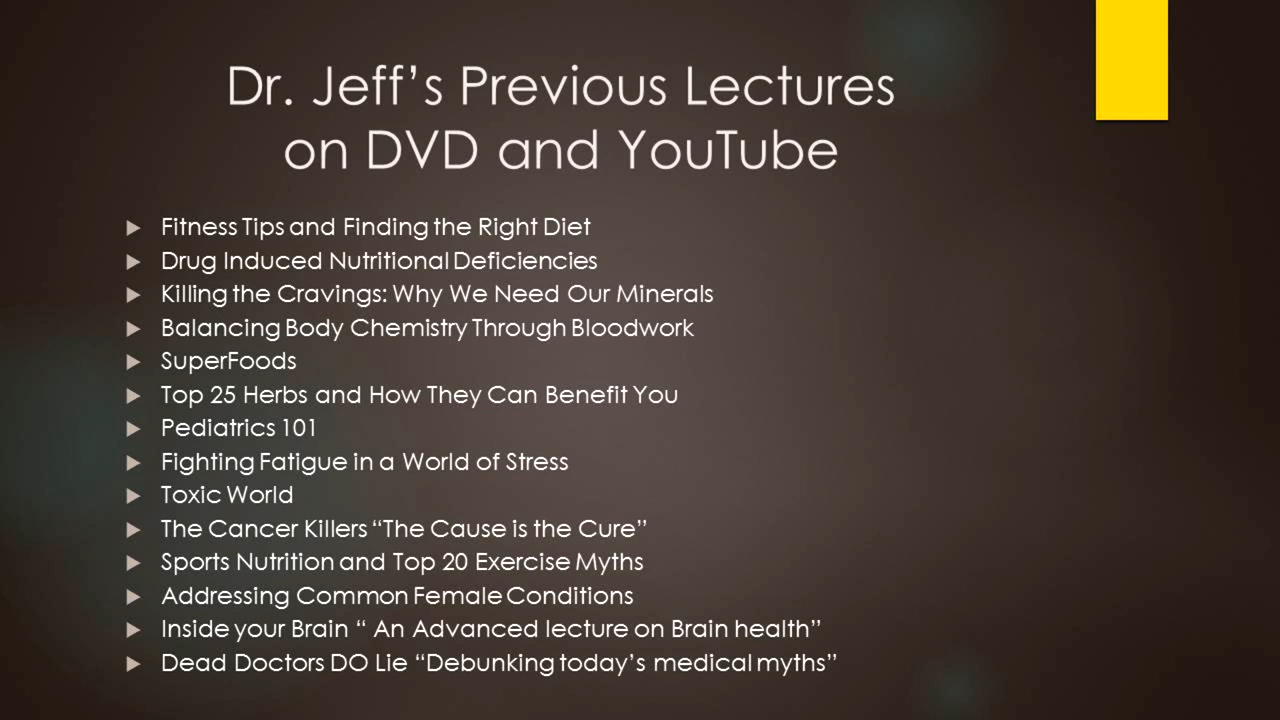 Dr. Jeff’s Previous Lectures
on DVD and YouTube
Fitness Tips and Finding the Right Diet
Drug Induced Nutritional Deficiencies
Killing the Cravings: Why We Need Our Minerals
Balancing Body Chemistry Through Bloodwork
SuperFoods
Top 25 Herbs and How They Can Benefit You
Pediatrics 101
Fighting Fatigue in a World of Stress
Toxic World
The Cancer Killers “The Cause is the Cure”
Sports Nutrition and Top 20 Exercise Myths
Addressing Common Female Conditions
Inside your Brain “ An Advanced lecture on Brain health”
Dead Doctors DO Lie “Debunking today’s medical myths”